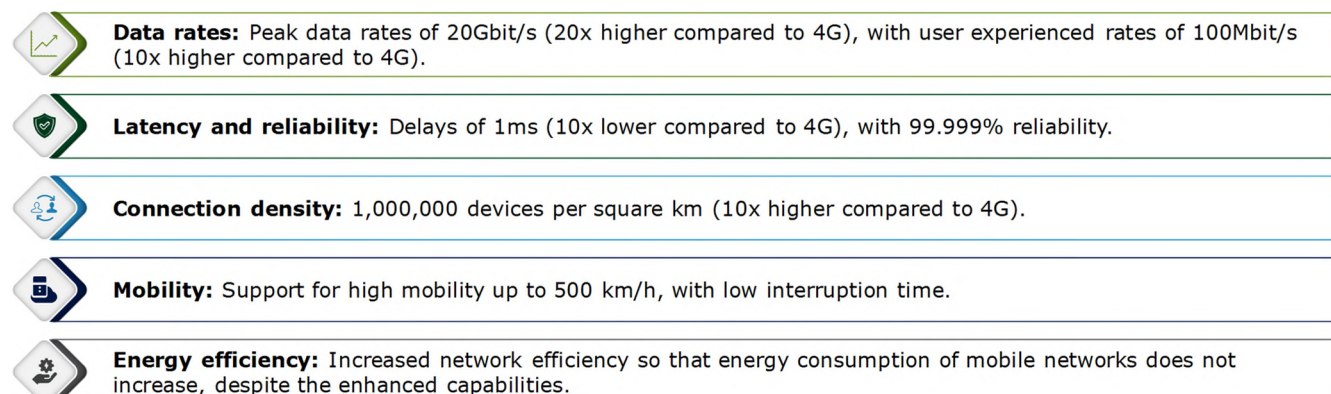 Data rates: Peak data rates of 20Gbit/s (20x higher compared to 4G), with user experienced rates of 100Mbit/s
(10x higher compared to 4G).
Latency and reliability: Delays of 1ms (10x lower compared to 4G), with 99.999% reliability.
Connection density: 1,000,000 devices per square km (10x higher compared to 4G).
Mobility: Support for high mobility up to 500 km/h, with low interruption time.
Energy efficiency: Increased network efficiency so that energy consumption of mobile networks does not
increase, despite the enhanced capabilities.